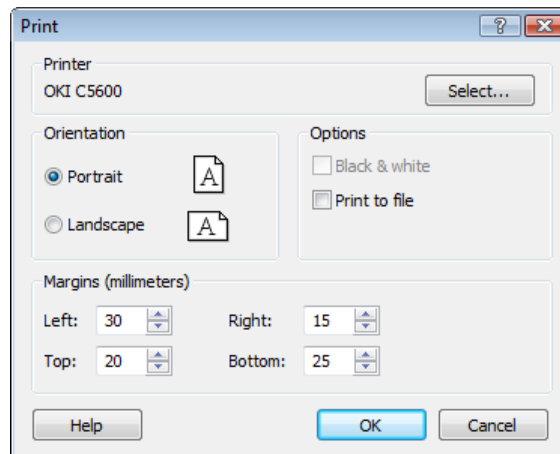 Print
Printer
OKI C5600
Select...
Orientation
Portrait
A
Landscape
A
Options
Black & white
Print to file
Margins (millimeters)
Left: 30 Right: 15
Top: 20 Bottom: 25
Help OK Cancel